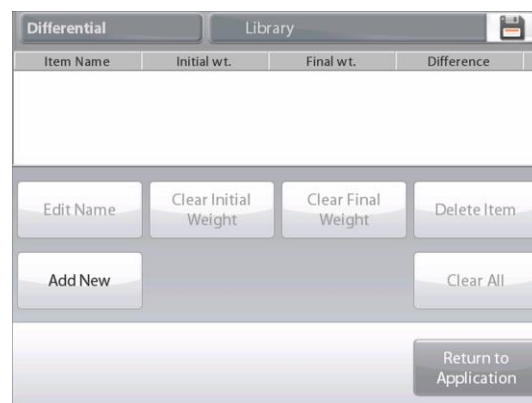 Differential Library
Item Name Initial wt. Final wt. Difference
Edit Name Clear Initial Weight Clear Final Weight Delete Item
Add New Clear All
Return to Application